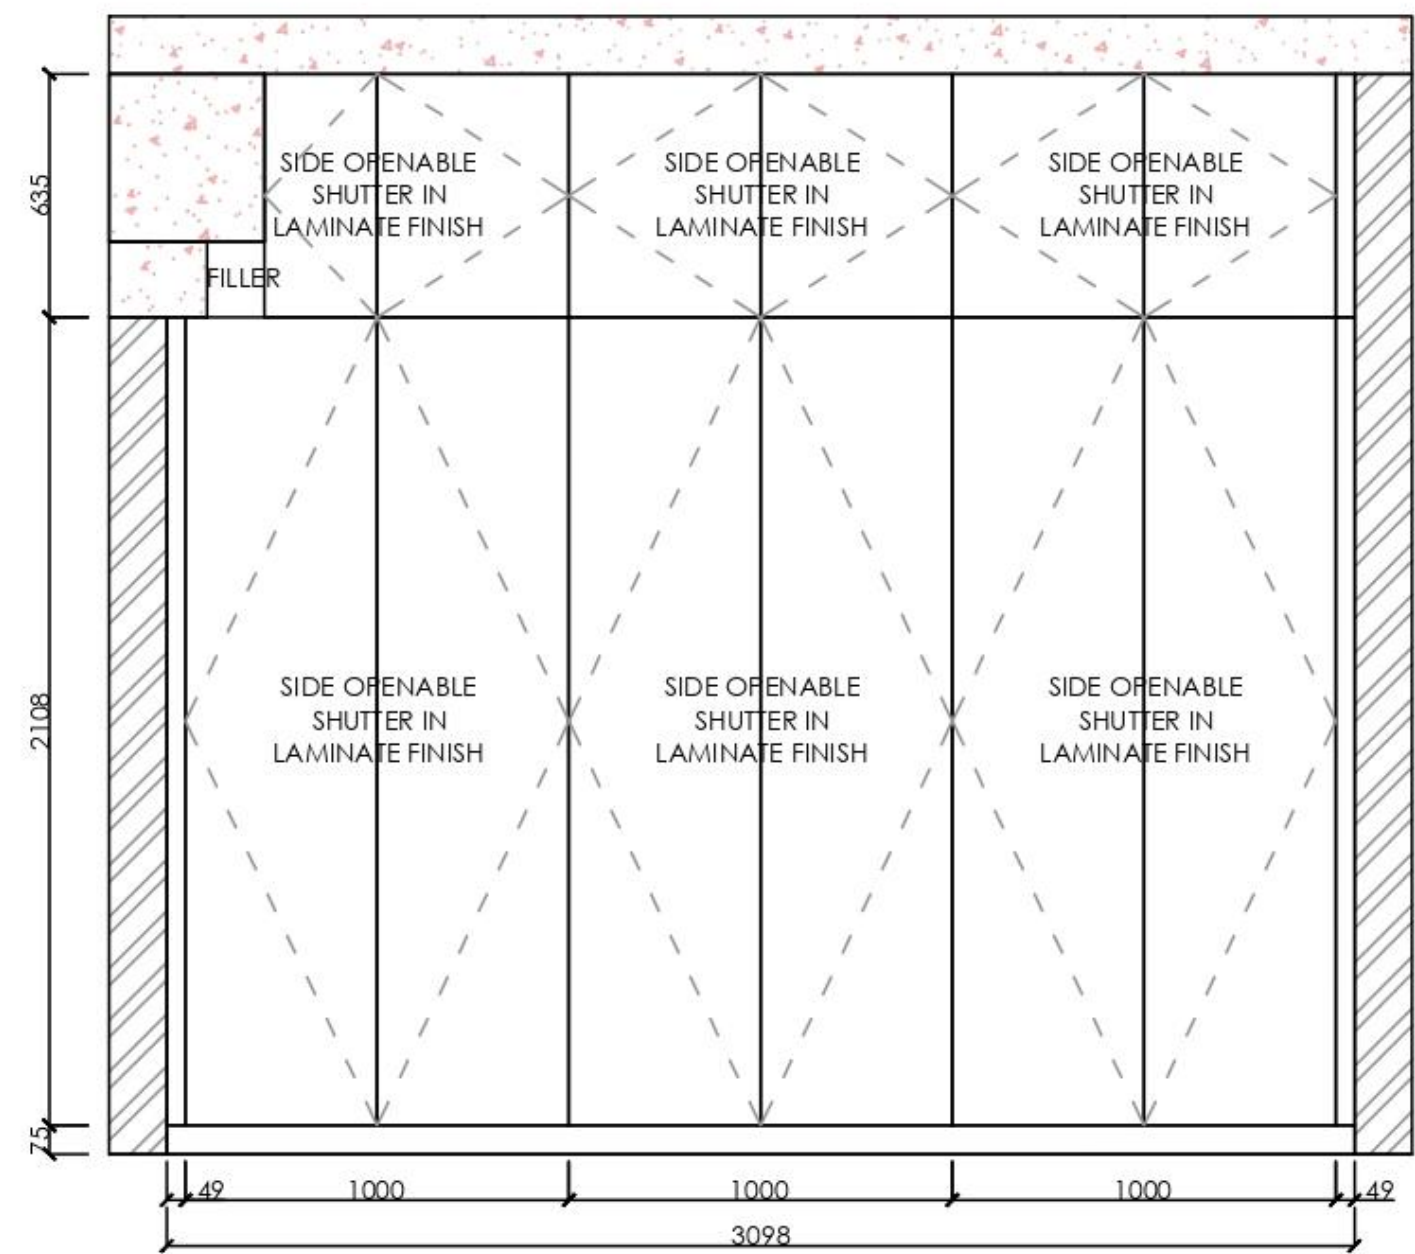 SIDE OPENABLE
SHUTTER IN
LAMINATE FINISH
SIDE OPENABLE
SHUTTER IN
LAMINATE FINISH
SIDE OPENABLE
SHUTTER IN
LAMINATE FINISH
635
FILLER
SIDE OPENABLE
SHUTTER IN
LAMINATE FINISH
SIDE OPENABLE
SHUTTER IN
LAMINATE FINISH
SIDE OPENABLE
SHUTTER IN
LAMINATE FINISH
2108
75
49
1000
1000
1000
49
3098